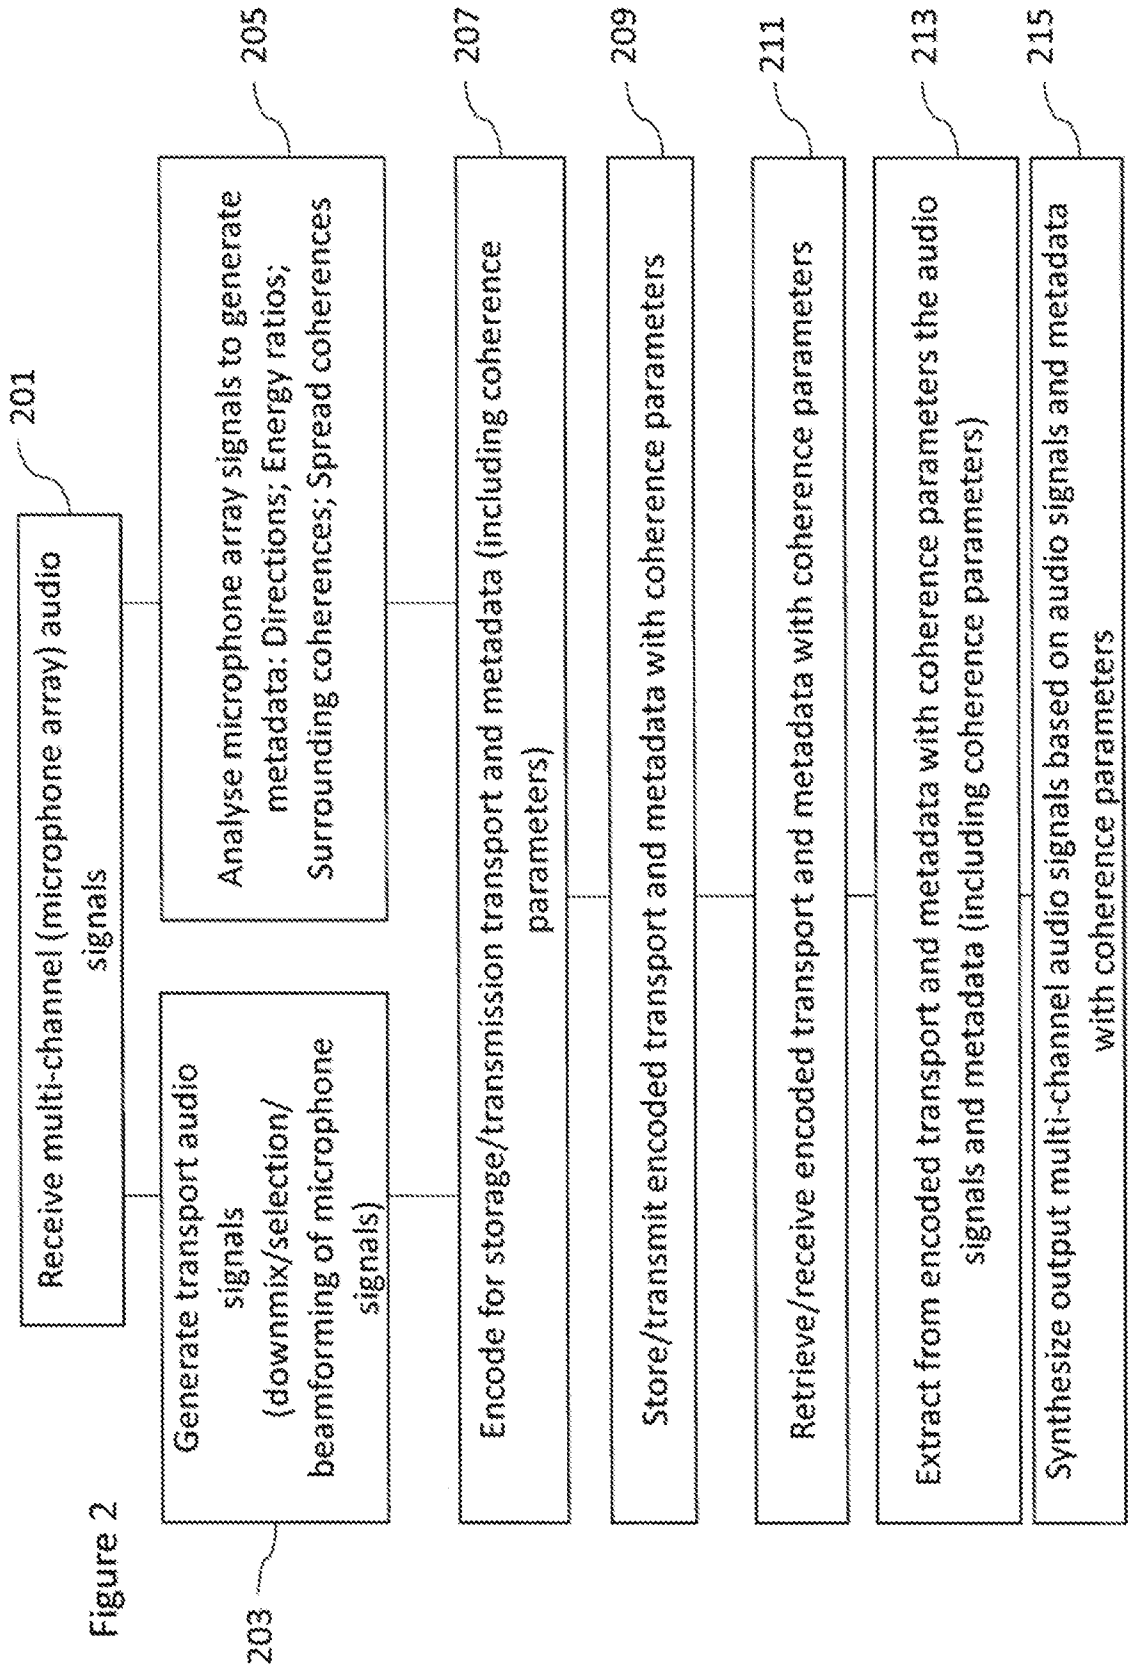 Figure 2
201
Receive multi-channel (microphone array) audio
signals
203
Generate transport audio
signals
(downmix/selection/
beamforming of microphone
signals)
205
Analyse microphone array signals to generate
metadata: Directions; Energy ratios;
Surrounding coherences; Spread coherences
207
Encode for storage/transmission transport and metadata (including coherence
parameters)
209
Store/transmit encoded transport and metadata with coherence parameters
211
Retrieve/receive encoded transport and metadata with coherence parameters
213
Extract from encoded transport and metadata with coherence parameters the audio
signals and metadata (including coherence parameters)
215
Synthesize output multi-channel audio signals based on audio signals and metadata
with coherence parameters